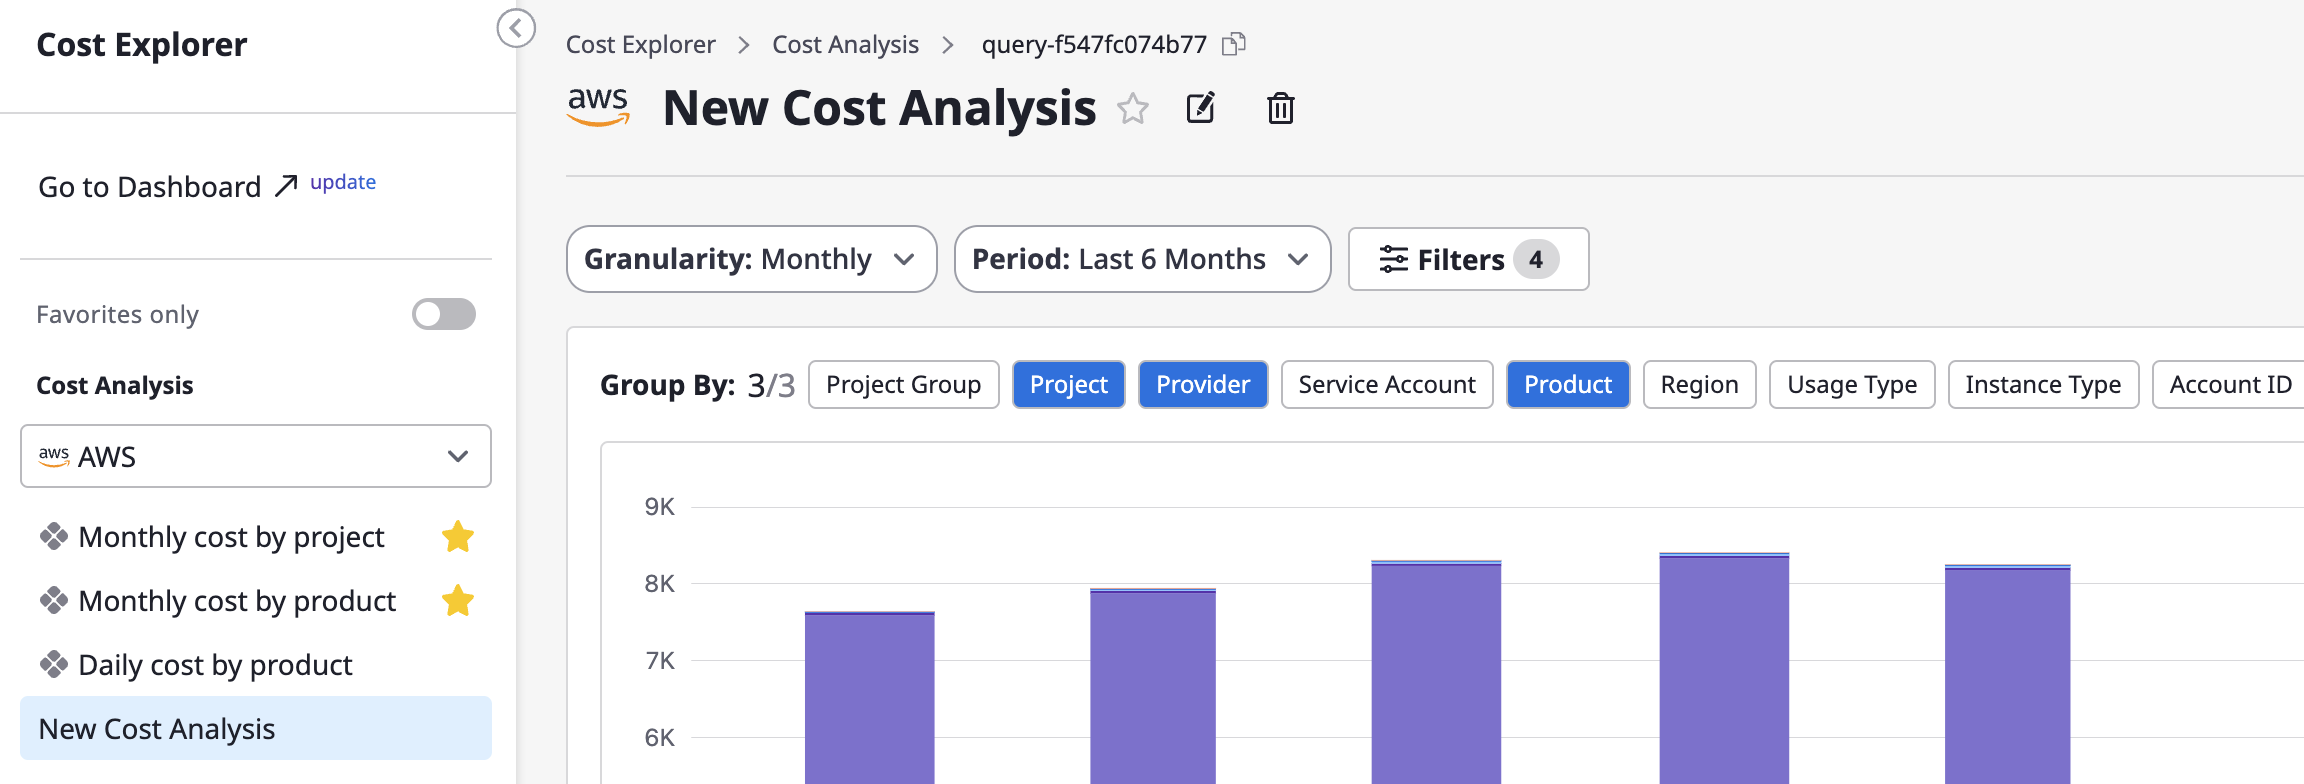 Cost Explorer
Go to Dashboard update
Favorites only
Cost Analysis
aws AWS
Monthly cost by project
Monthly cost by product
Daily cost by product
New Cost Analysis
Cost Explorer > Cost Analysis > query-f547fc074b77
aws New Cost Analysis
Granularity: Monthly Period: Last 6 Months Filters 4
Group By: 3/3 Project Group Project Provider Service Account Product Region Usage Type Instance Type Account ID
9K
8K
7K
6K